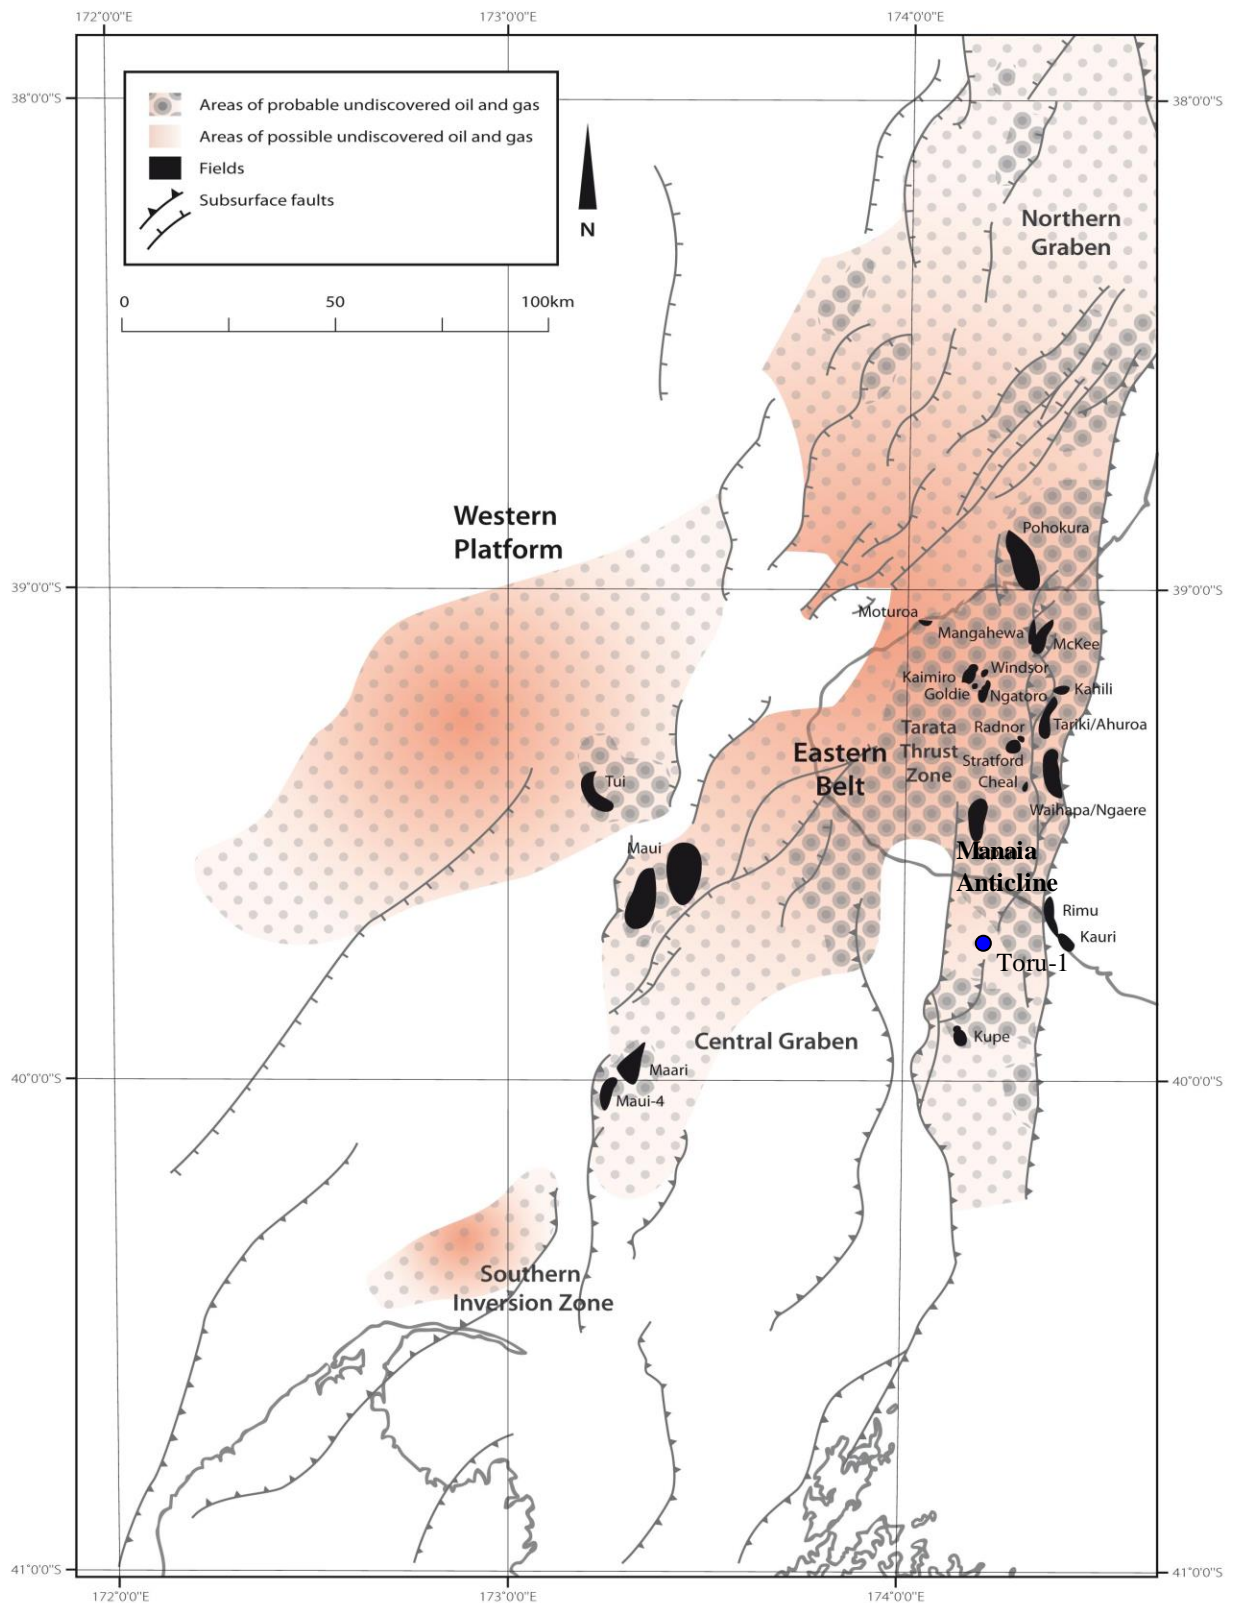 172°0'0"E
173°0'0"E
174°0'0"E
38°0'0"S
38°0'0"S
Areas of probable undiscovered oil and gas
Areas of possible undiscovered oil and gas
Fields
Subsurface faults
N
0 50 100km
Northern
Graben
Western
Platform
Pohokura
39°0'0"S
39°0'0"S
Moturoa
Mangahewa
McKee
Windsor
Kaimiro
Goldie
Ngatoro
Kahili
Tarata
Thrust
Zone
Radnor
Tariki/Ahuroa
Eastern
Belt
Stratford
Cheal
Waihapa/Ngaere
Tui
Maui
Manaia
Anticline
Rimu
Kauri
Toru-1
Central Graben
Kupe
Maari
Maui-4
40°0'0"S
40°0'0"S
Southern
Inversion Zone
41°0'0"S
41°0'0"S
172°0'0"E
173°0'0"E
174°0'0"E